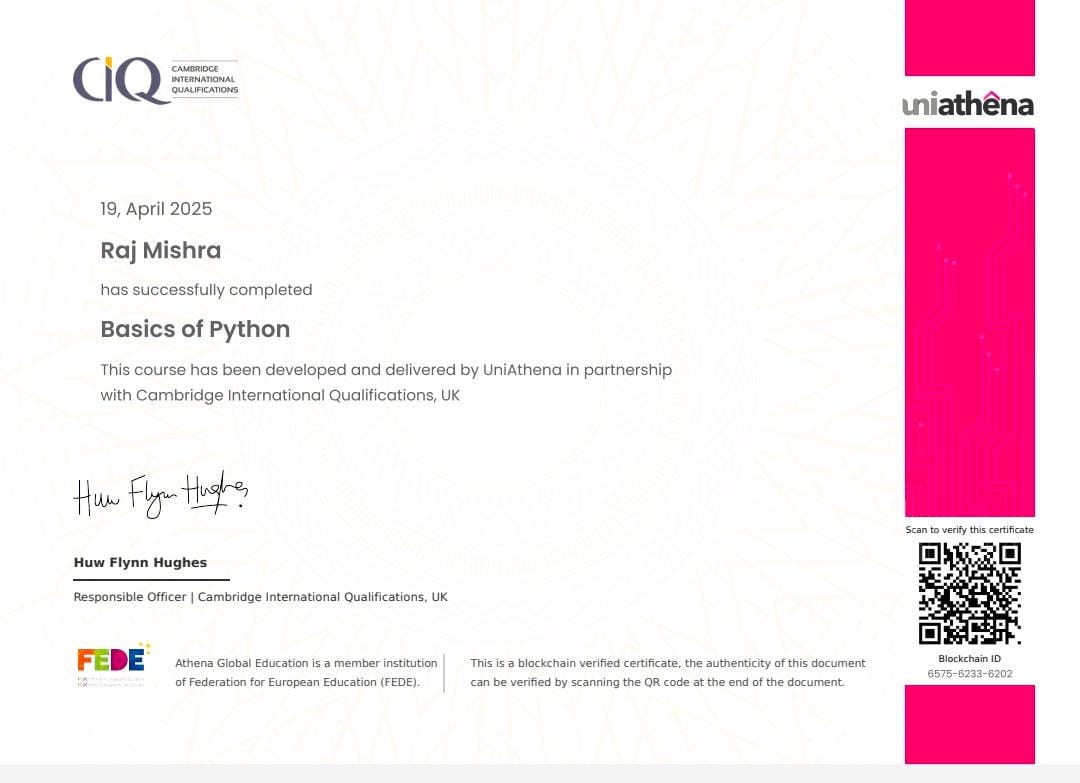 CiQ
CAMBRIDGE
INTERNATIONAL
QUALIFICATIONS
uniathêna
19, April 2025
Raj Mishra
has successfully completed
Basics of Python
This course has been developed and delivered by UniAthena in partnership
with Cambridge International Qualifications, UK
Huw Flynn Hughes
Huw Flynn Hughes
Responsible Officer | Cambridge International Qualifications, UK
FEDE
Athena Global Education is a member institution
of Federation for European Education (FEDE).
This is a blockchain verified certificate, the authenticity of this document
can be verified by scanning the QR code at the end of the document.
Scan to verify this certificate
Blockchain ID
6575-6233-6202